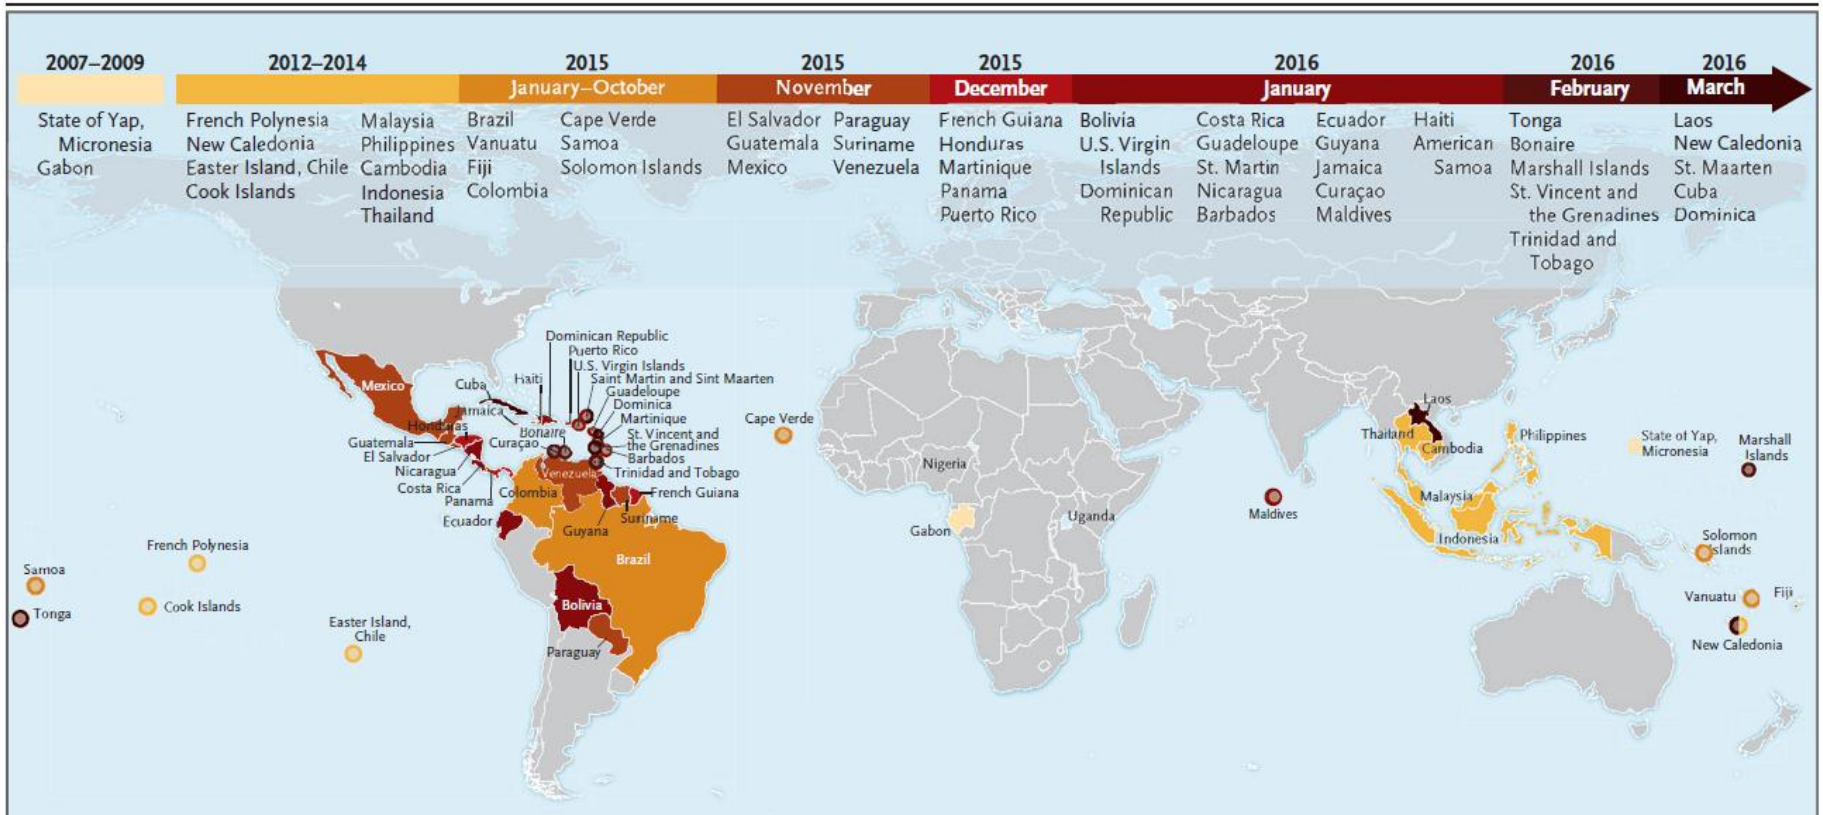 2007–2009
2012–2014
2015
2015
2015
2016
2016
2016
January–October
November
December
January
February
March
State of Yap,
Micronesia
Gabon
French Polynesia
New Caledonia
Easter Island, Chile
Cook Islands
Malaysia
Philippines
Cambodia
Indonesia
Thailand
Brazil
Vanuatu
Fiji
Colombia
Cape Verde
Samoa
Solomon Islands
El Salvador
Guatemala
Mexico
Paraguay
Suriname
Venezuela
French Guiana
Honduras
Martinique
Panama
Puerto Rico
Bolivia
U.S. Virgin
Islands
Dominican
Republic
Costa Rica
Guadeloupe
St. Martin
Nicaragua
Barbados
Ecuador
Guyana
Jamaica
Curaçao
Maldives
Haiti
American
Samoa
Tonga
Bonaire
Marshall Islands
St. Vincent and
the Grenadines
Trinidad and
Tobago
Laos
New Caledonia
St. Maarten
Cuba
Dominica
Dominican Republic
Puerto Rico
U.S. Virgin Islands
Saint Martin and Sint Maarten
Guadeloupe
Dominica
Martinique
St. Vincent and
the Grenadines
Barbados
Trinidad and Tobago
Mexico
Cuba
Haiti
Jamaica
Honduras
Bonaire
Curaçao
Guatemala
El Salvador
Nicaragua
Costa Rica
Panama
Venezuela
Colombia
French Guiana
Suriname
Guyana
Ecuador
Brazil
Bolivia
Paraguay
French Polynesia
Samoa
Cook Islands
Tonga
Easter Island,
Chile
Cape Verde
Nigeria
Gabon
Uganda
Maldives
Laos
Thailand
Cambodia
Philippines
Malaysia
Indonesia
State of Yap,
Micronesia
Marshall
Islands
Solomon
Islands
Vanuatu
Fiji
New Caledonia